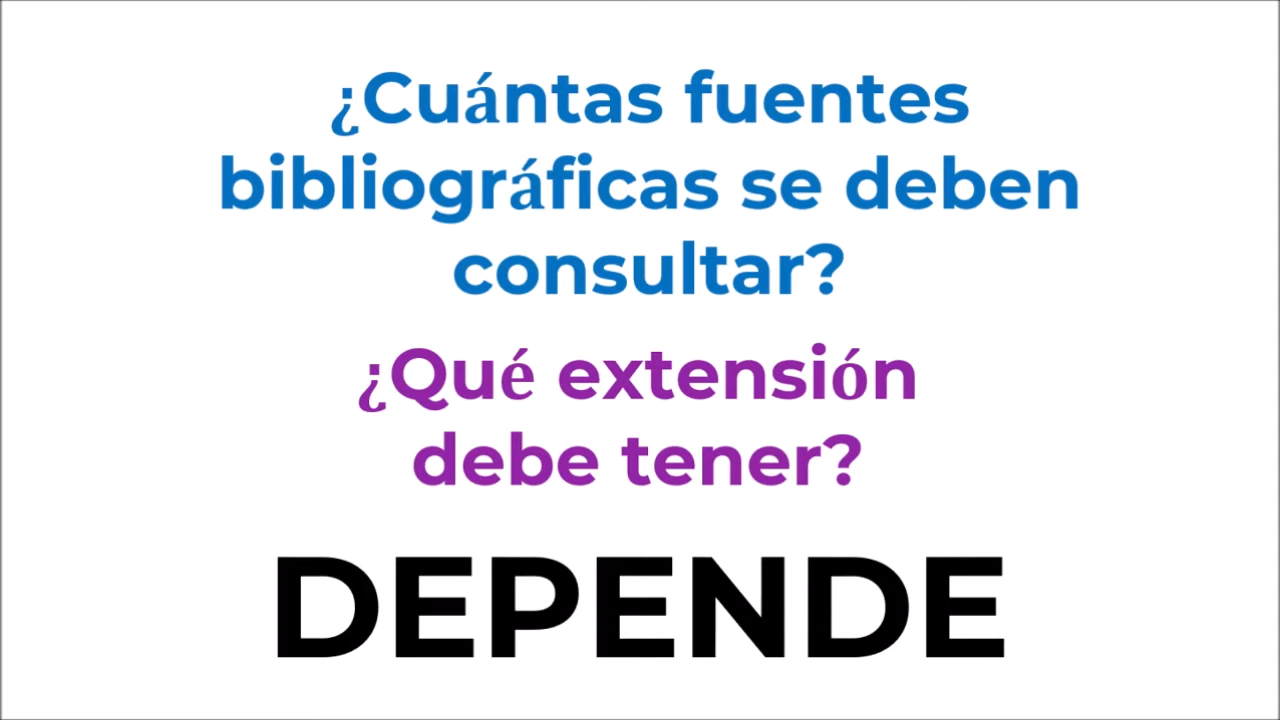 ¿Cuántas fuentes
bibliográficas se deben
consultar?
¿Qué extensión
debe tener?
DEPENDE